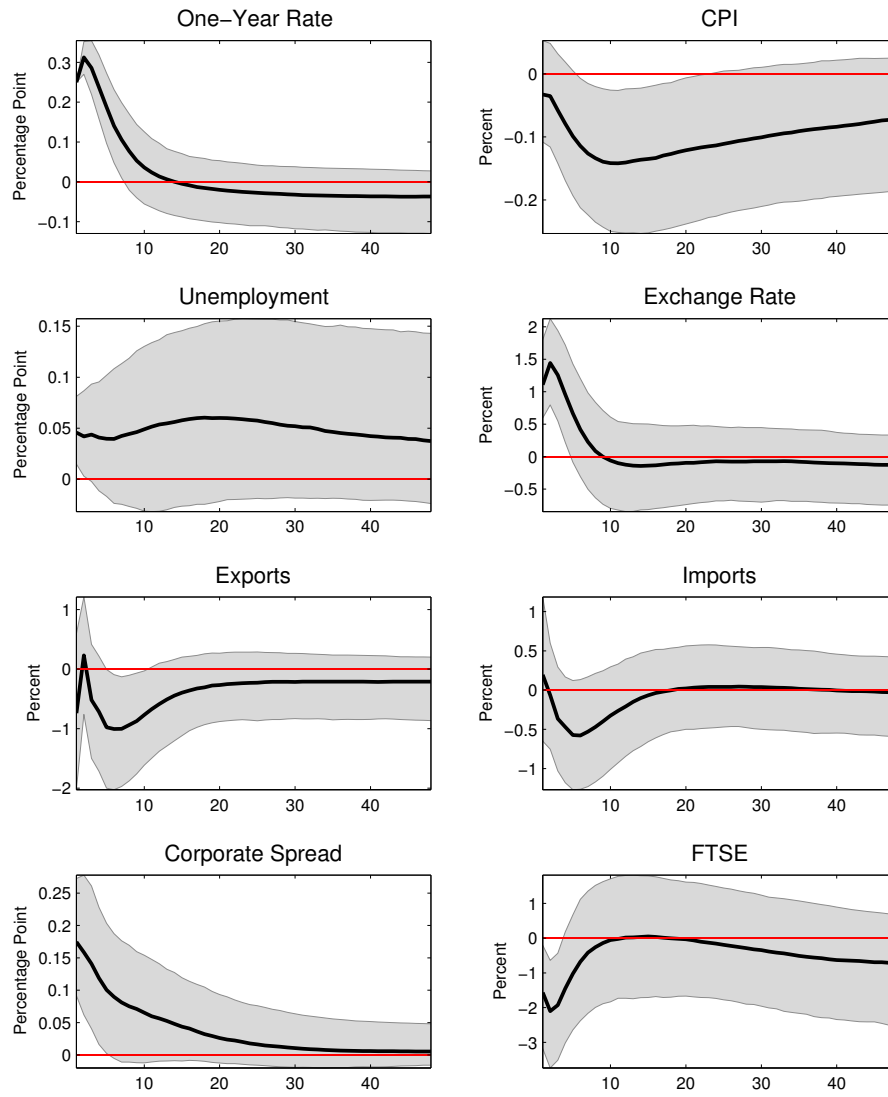 One−Year Rate
Percentage Point
0.3
0.2
0.1
0
−0.1
10 20 30 40
CPI
Percent
0
−0.1
−0.2
10 20 30 40
Unemployment
Percentage Point
0.15
0.1
0.05
0
10 20 30 40
Exchange Rate
Percent
2
1.5
1
0.5
0
−0.5
10 20 30 40
Exports
Percent
1
0
−1
−2
10 20 30 40
Imports
Percent
1
0.5
0
−0.5
−1
10 20 30 40
Corporate Spread
Percentage Point
0.25
0.2
0.15
0.1
0.05
0
10 20 30 40
FTSE
Percent
1
0
−1
−2
−3
10 20 30 40